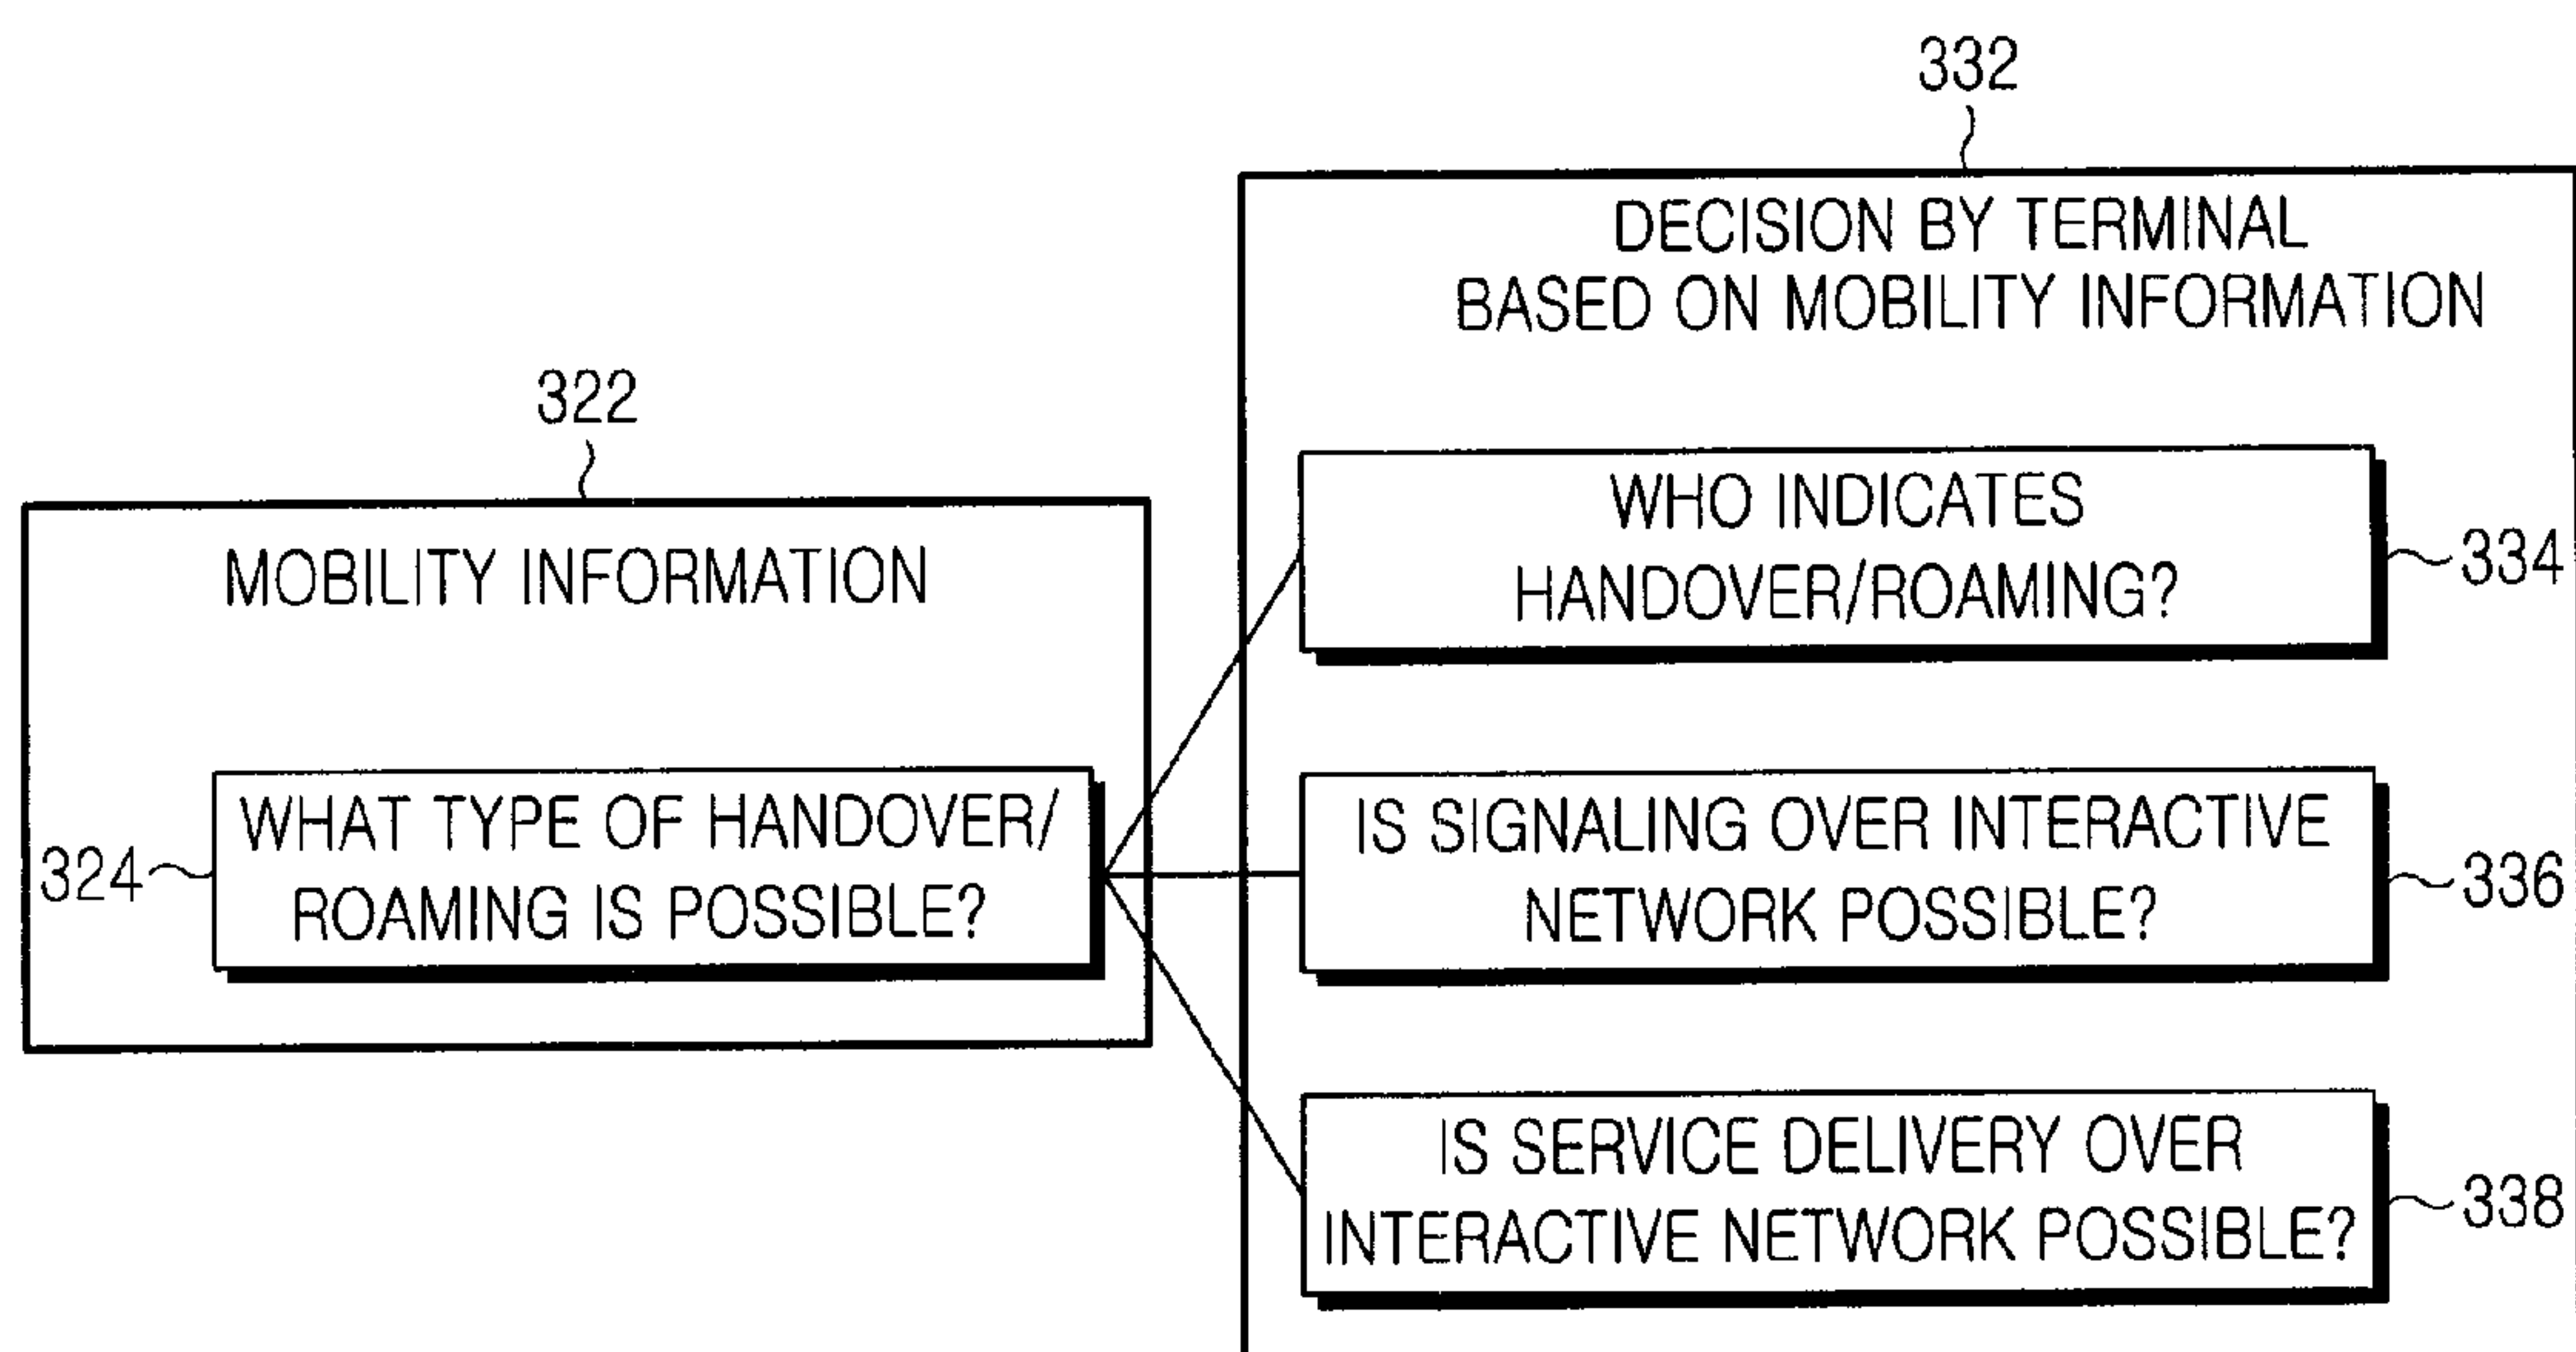 332
DECISION BY TERMINAL
BASED ON MOBILITY INFORMATION
322
MOBILITY INFORMATION
WHO INDICATES
HANDOVER/ROAMING?
334
324
WHAT TYPE OF HANDOVER/
ROAMING IS POSSIBLE?
IS SIGNALING OVER INTERACTIVE
NETWORK POSSIBLE?
336
IS SERVICE DELIVERY OVER
INTERACTIVE NETWORK POSSIBLE?
338